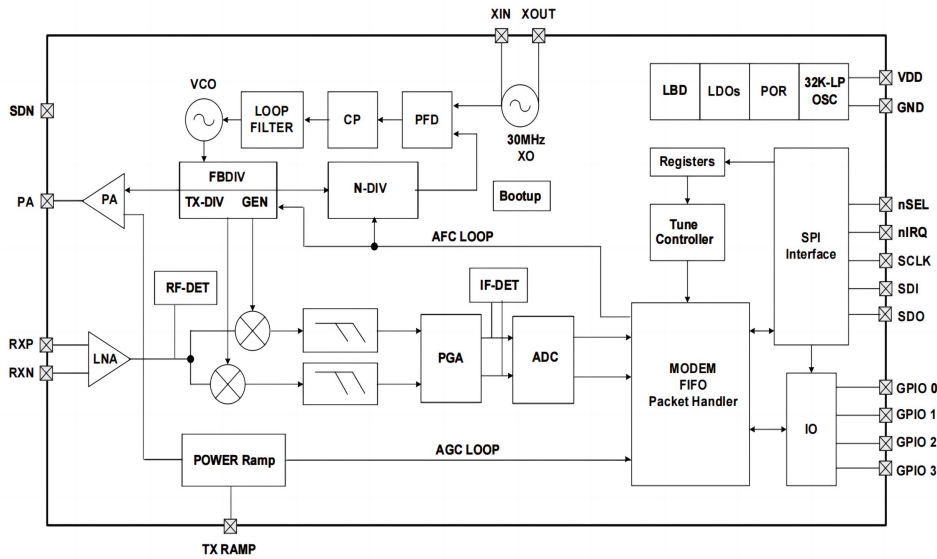 XIN XOUT
SDN
VCO
LOOP
FILTER
CP
PFD
30MHz
XO
LBD
LDOs
POR
32K-LP
OSC
VDD
GND
FBDIV
TX-DIV GEN
N-DIV
Bootup
Registers
Tune
Controller
SPI
Interface
nSEL
nIRQ
SCLK
SDI
SDO
PA
PA
AFC LOOP
RF-DET
IF-DET
RXP
RXN
LNA
PGA
ADC
MODEM
FIFO
Packet Handler
IO
GPIO 0
GPIO 1
GPIO 2
GPIO 3
POWER Ramp
AGC LOOP
TX RAMP